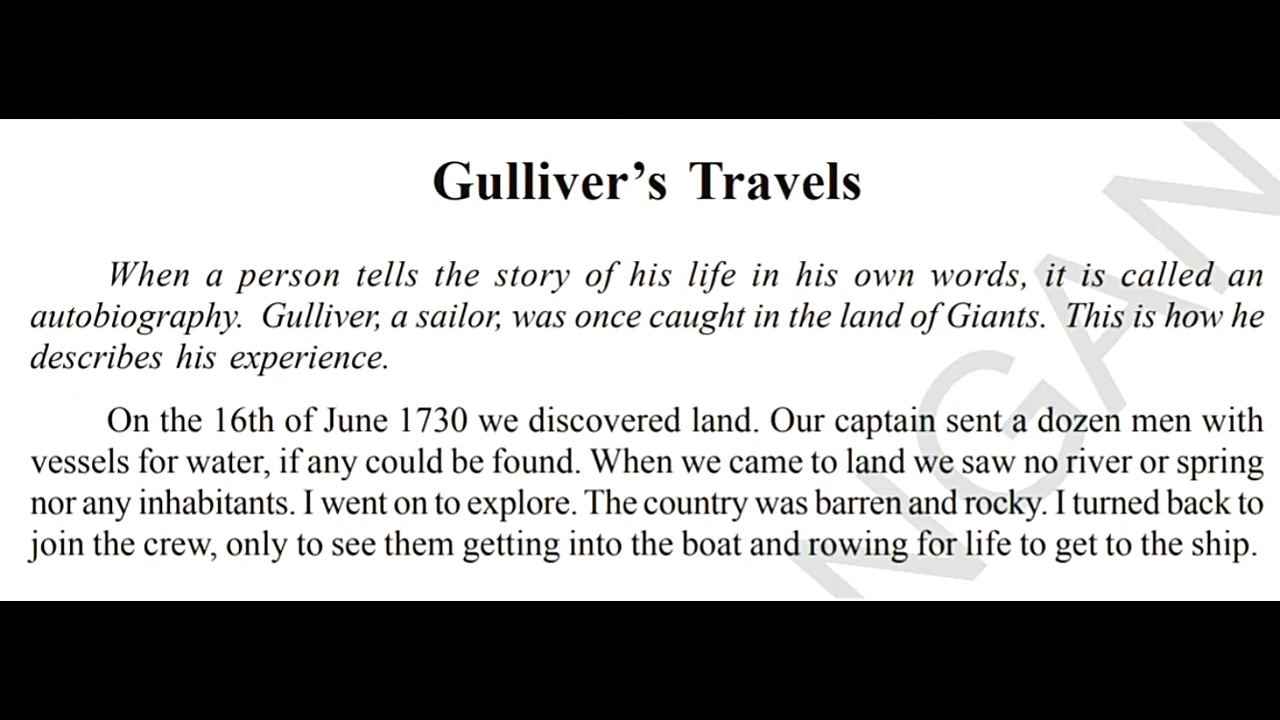 Gulliver’s Travels
When a person tells the story of his life in his own words, it is called an
autobiography. Gulliver, a sailor, was once caught in the land of Giants. This is how he
describes his experience.
On the 16th of June 1730 we discovered land. Our captain sent a dozen men with
vessels for water, if any could be found. When we came to land we saw no river or spring
nor any inhabitants. I went on to explore. The country was barren and rocky. I turned back to
join the crew, only to see them getting into the boat and rowing for life to get to the ship.
NGAN